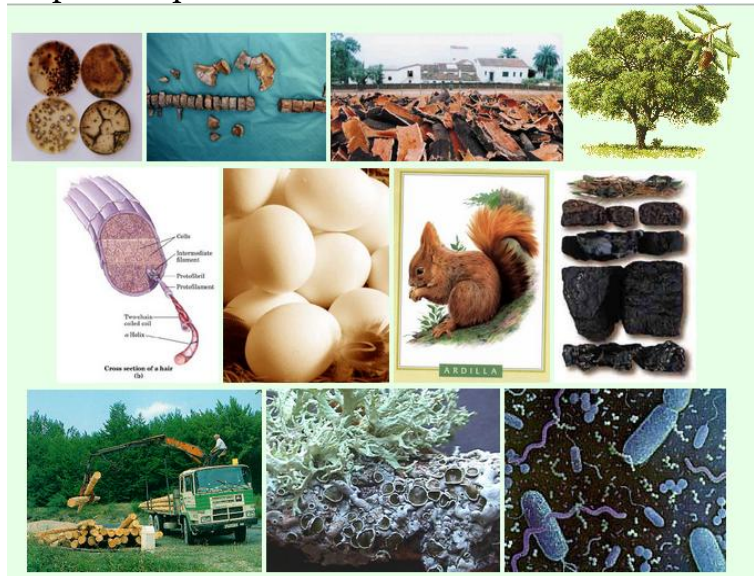 Cells
Intermediate
filament
Protofibril
Protofilament
Two-chain
coiled coil
α Helix
Cross section of a hair
(b)
ARDILLA